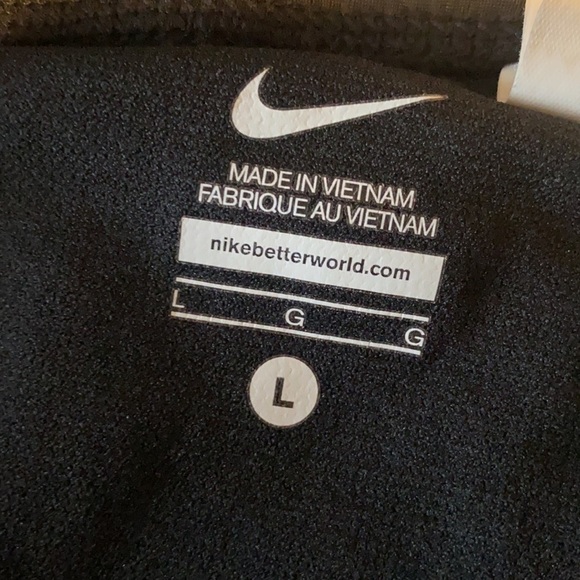 MADE IN VIETNAM
FABRIQUE AU VIETNAM
nikebetterworld.com
L G G
L